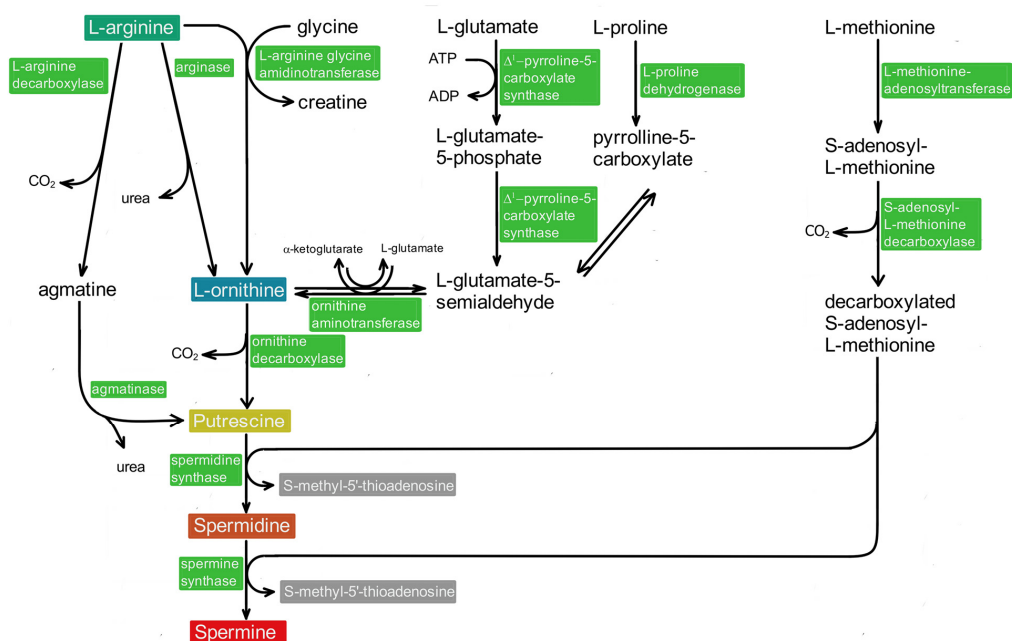 L-arginine
glycine
L-glutamate
L-proline
L-methionine
L-arginine
decarboxylase
arginase
L-arginine glycine
amidinotransferase
creatine
ATP
ADP
Δ¹-pyrroline-5-
carboxylate
synthase
L-proline
dehydrogenase
L-methionine-
adenosyltransferase
L-glutamate-
5-phosphate
pyrrolline-5-
carboxylate
S-adenosyl-
L-methionine
CO₂
urea
Δ¹-pyrroline-5-
carboxylate
synthase
S-adenosyl-
L-methionine
decarboxylase
CO₂
α-ketoglutarate
L-glutamate
agmatine
L-ornithine
ornithine
aminotransferase
L-glutamate-5-
semialdehyde
decarboxylated
S-adenosyl-
L-methionine
CO₂
ornithine
decarboxylase
agmatinase
Putrescine
urea
spermidine
synthase
S-methyl-5'-thioadenosine
Spermidine
spermine
synthase
S-methyl-5'-thioadenosine
Spermine